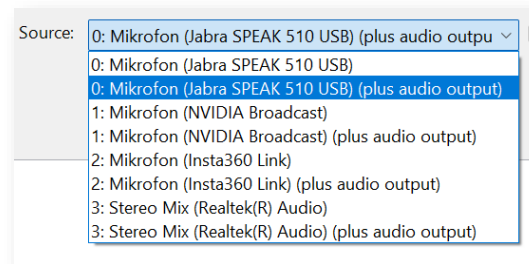 Source:
0: Mikrofon (Jabra SPEAK 510 USB) (plus audio outpu
0: Mikrofon (Jabra SPEAK 510 USB)
0: Mikrofon (Jabra SPEAK 510 USB) (plus audio output)
1: Mikrofon (NVIDIA Broadcast)
1: Mikrofon (NVIDIA Broadcast) (plus audio output)
2: Mikrofon (Insta360 Link)
2: Mikrofon (Insta360 Link) (plus audio output)
3: Stereo Mix (Realtek(R) Audio)
3: Stereo Mix (Realtek(R) Audio) (plus audio output)